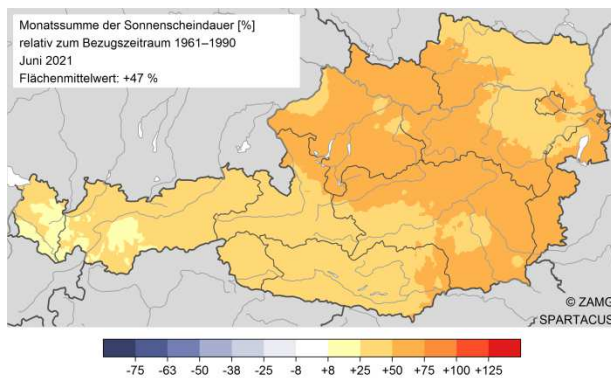 Monatssumme der Sonnenscheindauer [%]
relativ zum Bezugszeitraum 1961–1990
Juni 2021
Flächenmittelwert: +47 %
© ZAMG
SPARTACUS
-75 -63 -50 -38 -25 -8 +8 +25 +50 +75 +100 +125